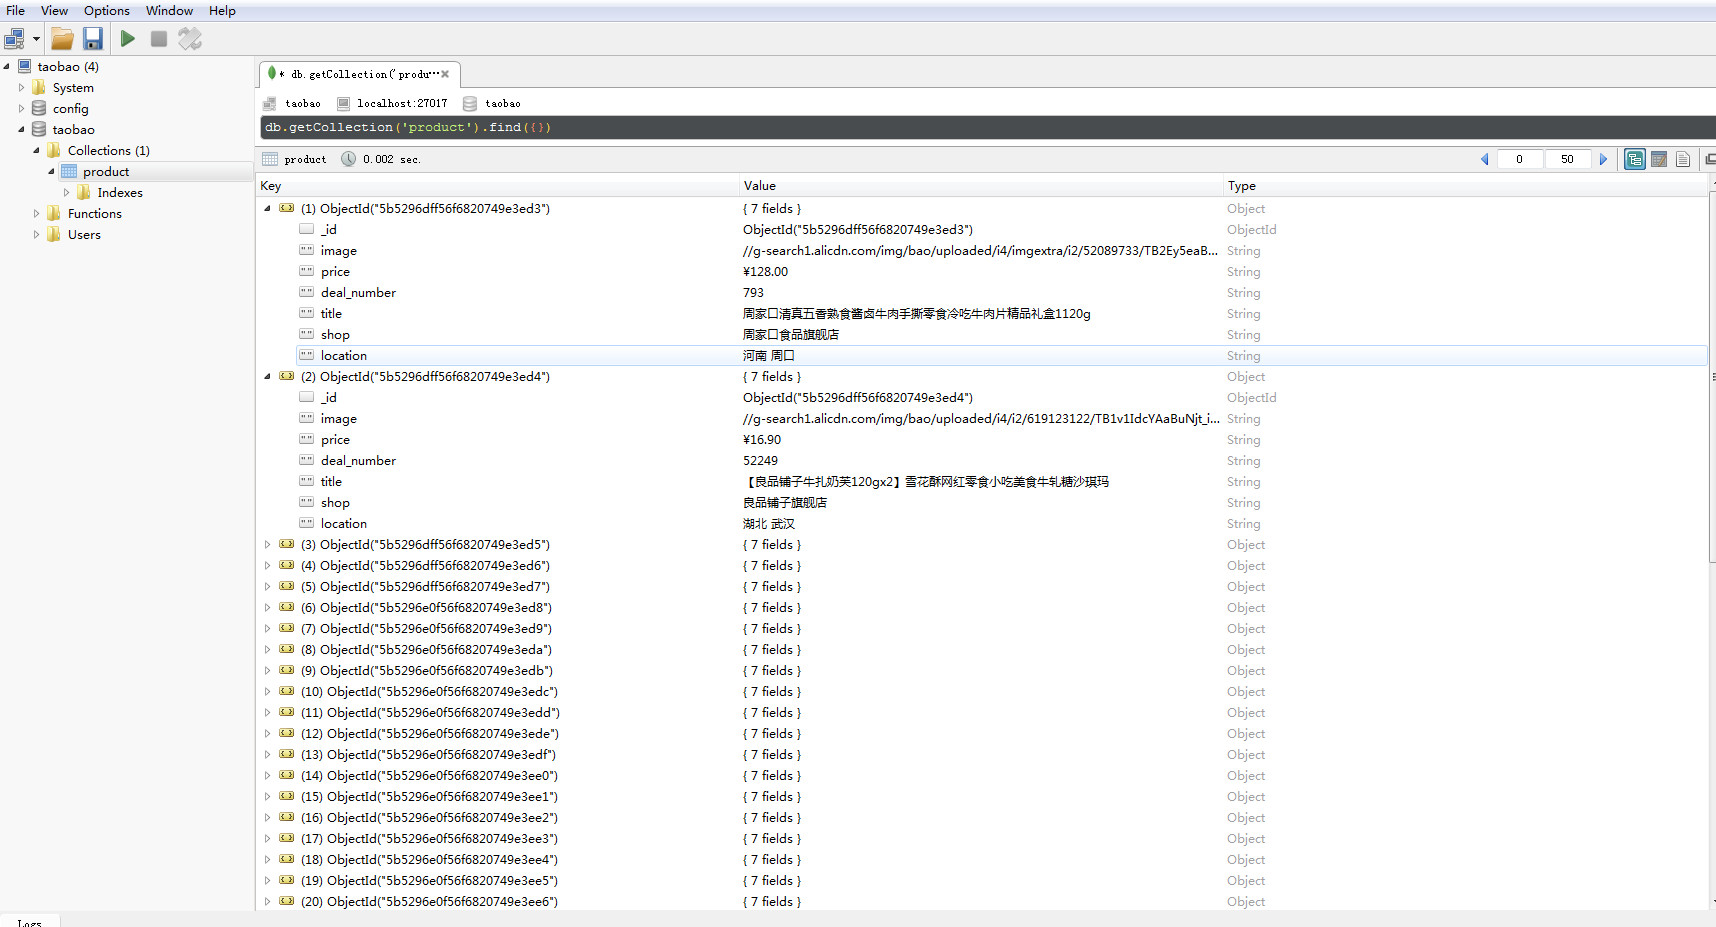 File View Options Window Help
taobao (4)
System
config
taobao
Collections (1)
product
Indexes
Functions
Users
* db.getCollection('produ…
taobao localhost:27017 taobao
db.getCollection('product').find({})
product 0.002 sec. 0 50
Key Value Type
(1) ObjectId("5b5296dff56f6820749e3ed3") { 7 fields } Object
_id ObjectId("5b5296dff56f6820749e3ed3") ObjectId
image //g-search1.alicdn.com/img/bao/uploaded/i4/imgextra/i2/52089733/TB2Ey5eaB... String
price ¥128.00 String
deal_number 793 String
title 周家口清真五香熟食酱卤牛肉手撕零食冷吃牛肉片精品礼盒1120g String
shop 周家口食品旗舰店 String
location 河南 周口 String
(2) ObjectId("5b5296dff56f6820749e3ed4") { 7 fields } Object
_id ObjectId("5b5296dff56f6820749e3ed4") ObjectId
image //g-search1.alicdn.com/img/bao/uploaded/i4/i2/619123122/TB1v1IdcYAaBuNjt_i... String
price ¥16.90 String
deal_number 52249 String
title 【良品铺子牛扎奶芙120gx2】雪花酥网红零食小吃美食牛轧糖沙琪玛 String
shop 良品铺子旗舰店 String
location 湖北 武汉 String
(3) ObjectId("5b5296dff56f6820749e3ed5") { 7 fields } Object
(4) ObjectId("5b5296dff56f6820749e3ed6") { 7 fields } Object
(5) ObjectId("5b5296dff56f6820749e3ed7") { 7 fields } Object
(6) ObjectId("5b5296e0f56f6820749e3ed8") { 7 fields } Object
(7) ObjectId("5b5296e0f56f6820749e3ed9") { 7 fields } Object
(8) ObjectId("5b5296e0f56f6820749e3eda") { 7 fields } Object
(9) ObjectId("5b5296e0f56f6820749e3edb") { 7 fields } Object
(10) ObjectId("5b5296e0f56f6820749e3edc") { 7 fields } Object
(11) ObjectId("5b5296e0f56f6820749e3edd") { 7 fields } Object
(12) ObjectId("5b5296e0f56f6820749e3ede") { 7 fields } Object
(13) ObjectId("5b5296e0f56f6820749e3edf") { 7 fields } Object
(14) ObjectId("5b5296e0f56f6820749e3ee0") { 7 fields } Object
(15) ObjectId("5b5296e0f56f6820749e3ee1") { 7 fields } Object
(16) ObjectId("5b5296e0f56f6820749e3ee2") { 7 fields } Object
(17) ObjectId("5b5296e0f56f6820749e3ee3") { 7 fields } Object
(18) ObjectId("5b5296e0f56f6820749e3ee4") { 7 fields } Object
(19) ObjectId("5b5296e0f56f6820749e3ee5") { 7 fields } Object
(20) ObjectId("5b5296e0f56f6820749e3ee6") { 7 fields } Object
Logs